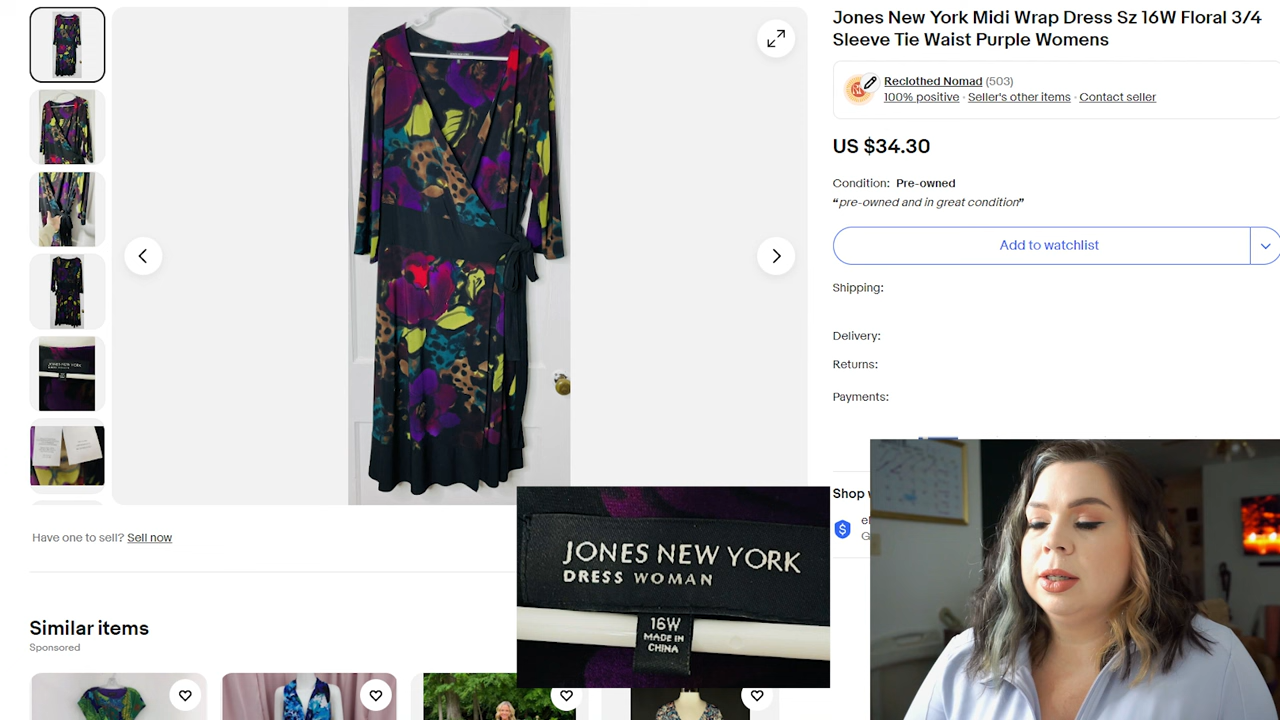 Jones New York Midi Wrap Dress Sz 16W Floral 3/4
Sleeve Tie Waist Purple Womens
Reclothed Nomad (503)
100% positive · Seller's other items · Contact seller
US $34.30
Condition: Pre-owned
“pre-owned and in great condition”
Add to watchlist
Shipping:
Delivery:
Returns:
Payments:
Shop
Have one to sell? Sell now
Similar items
Sponsored
JONES NEW YORK
DRESS WOMAN
16W
MADE IN
CHINA
JONES NEW YORK